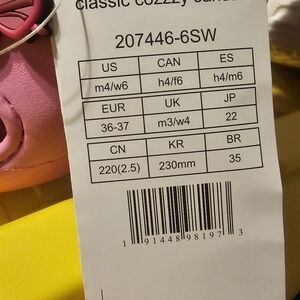 classic cozzzy
207446-6SW
US CAN ES
m4/w6 h4/f6 h4/m6
EUR UK JP
36-37 m3/w4 22
CN KR BR
220(2.5) 230mm 35
1 91448 98197 3